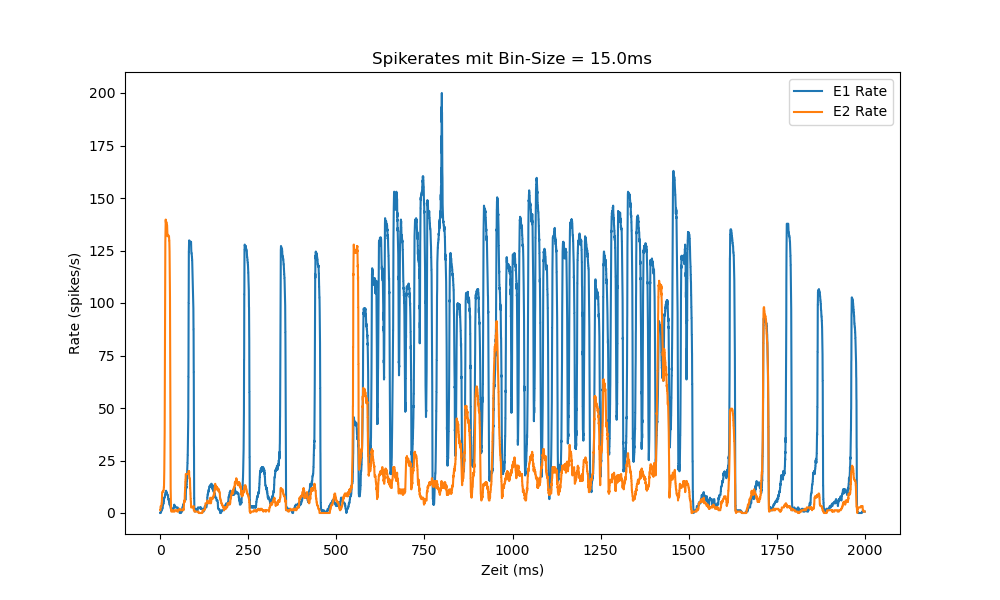 Spikerates mit Bin-Size = 15.0ms
E1 Rate
E2 Rate
Rate (spikes/s)
200
175
150
125
100
75
50
25
0
0 250 500 750 1000 1250 1500 1750 2000
Zeit (ms)